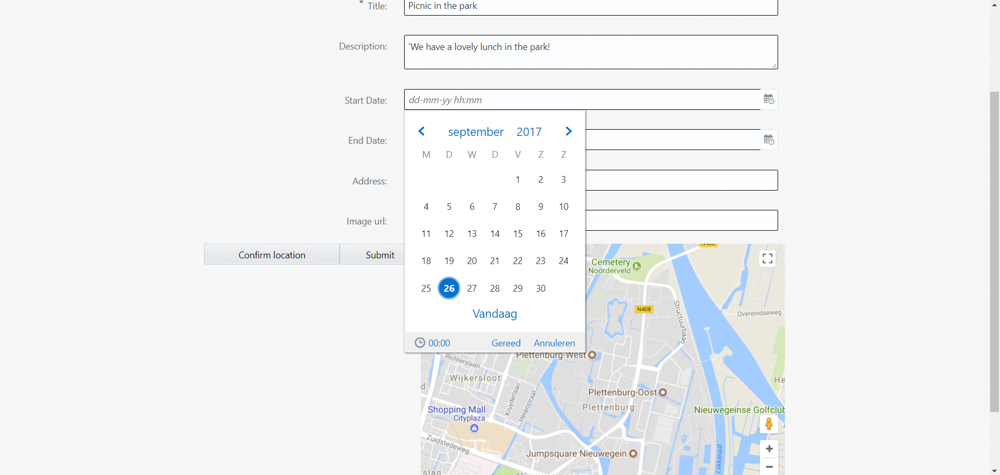 * Title:
Picnic in the park
Description:
'We have a lovely lunch in the park!
Start Date:
dd-mm-yy hh:mm
End Date:
Address:
Image url:
september 2017
M D W D V Z Z
1 2 3
4 5 6 7 8 9 10
11 12 13 14 15 16 17
18 19 20 21 22 23 24
25 26 27 28 29 30
Vandaag
00:00 Gereed Annuleren
Confirm location
Submit
N408
Cemetery
Noorderveld
N408
Structuurbaan
Overeindseweg
Plettenburg-West
Richterslaan
Wijkersloot
d
He
Kruyderlaan
Herenstraat
Plettenburg-Oost
Plettenburg
Shopping Mall
Cityplaza
Nieuwegeinse Golfclub
Zuidstedeweg
Jumpsquare Nieuwegein
Lekkanaal
rslag
Nieuwegein